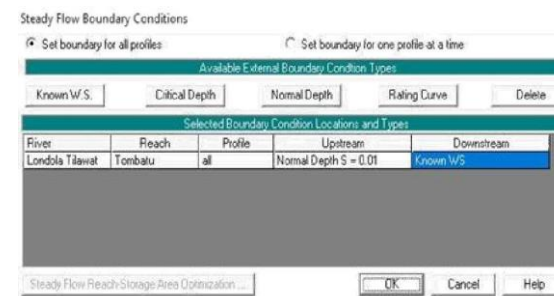 Steady Flow Boundary Conditions
Set boundary for all profiles Set boundary for one profile at a time
Available External Boundary Condtion Types
Known W.S. Critical Depth Normal Depth Rating Curve Delete
Selected Boundary Condition Locations and Types
River Reach Profile Upstream Downstream
Londola Tilawat Tombatu all Normal Depth S = 0.01 Known WS
Steady Flow Reach-Storage Area Optimization ... OK Cancel Help